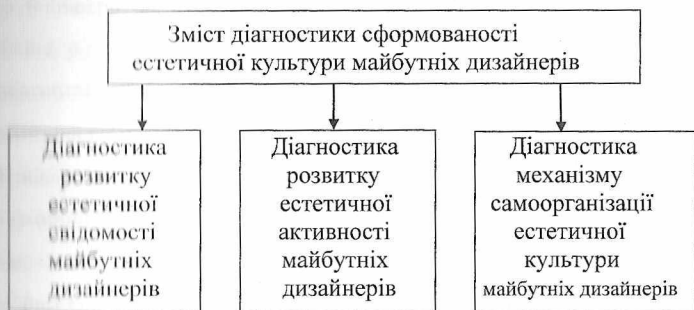 Зміст діагностики сформованості
естетичної культури майбутніх дизайнерів
Діагностика
розвитку
естетичної
свідомості
майбутніх
дизайнерів
Діагностика
розвитку
естетичної
активності
майбутніх
дизайнерів
Діагностика
механізму
самоорганізації
естетичної
культури
майбутніх дизайнерів